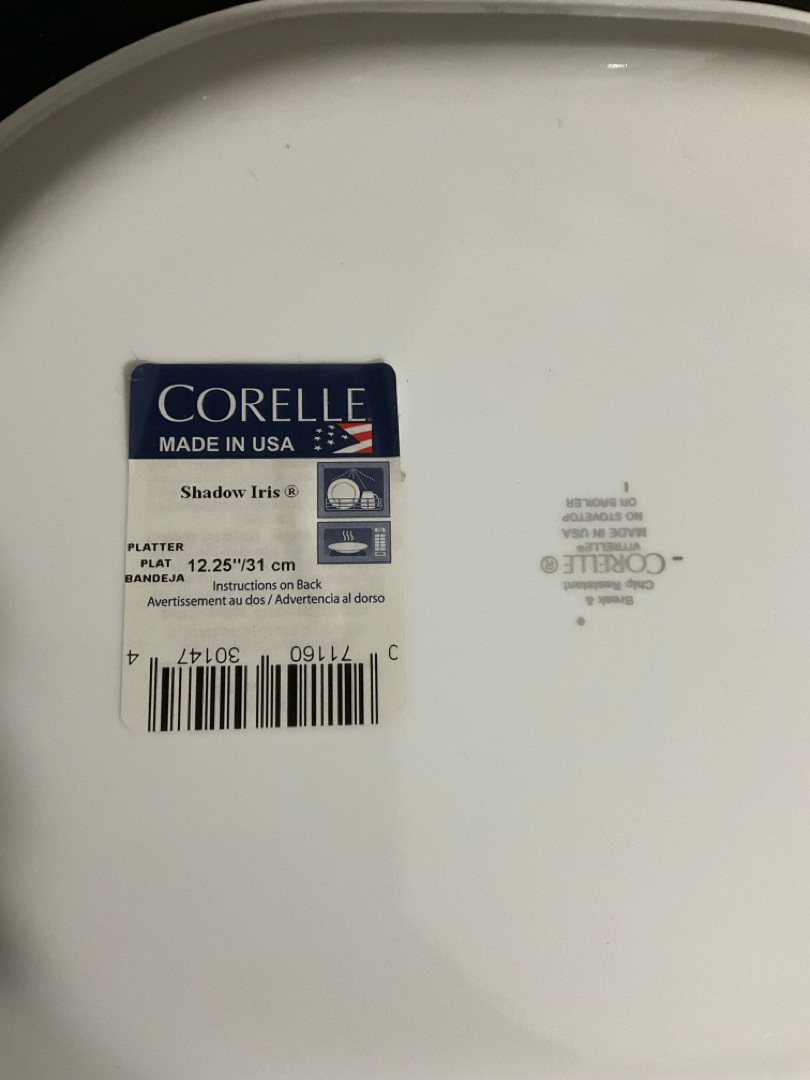 CORELLE®
MADE IN USA
Shadow Iris ®
PLATTER
PLAT
BANDEJA
12.25"/31 cm
Instructions on Back
Avertissement au dos / Advertencia al dorso
0 71160 30147 4
Break &
Chip Resistant
CORELLE®
VITRELLE®
MADE IN USA
NO STOVETOP
OR BROILER